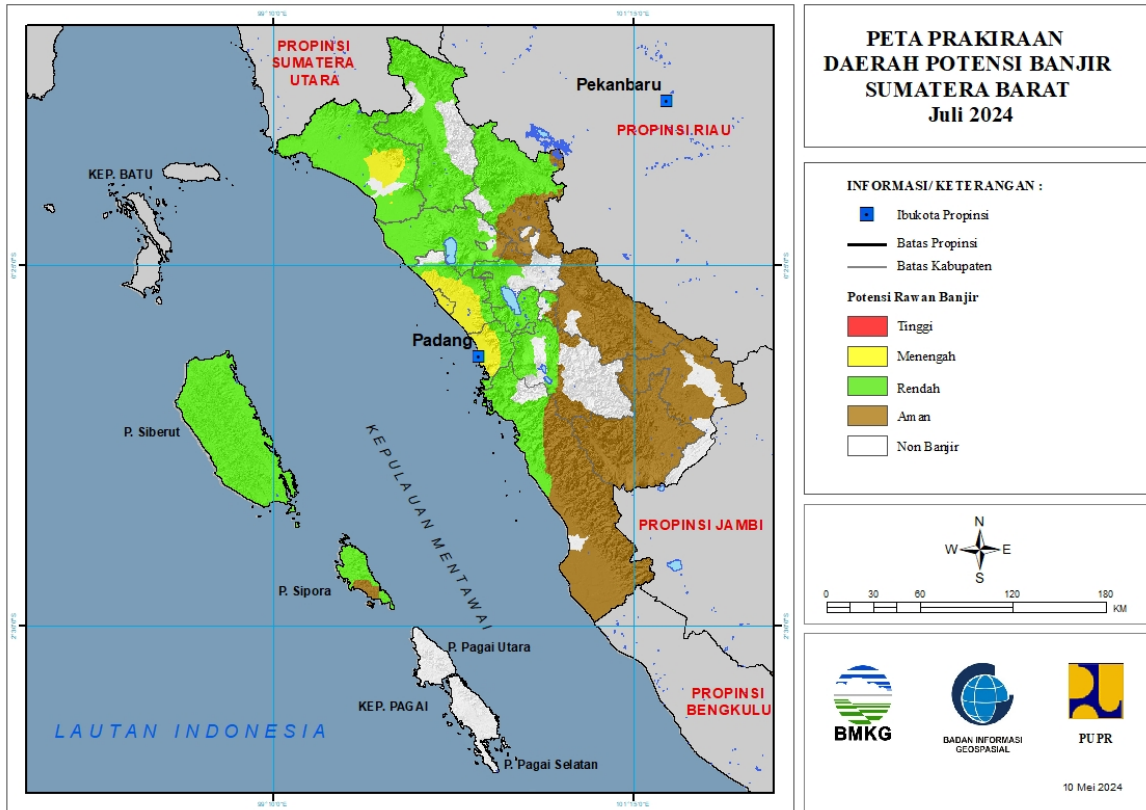 PETA PRAKIRAAN
DAERAH POTENSI BANJIR
SUMATERA BARAT
Juli 2024
INFORMASI/ KETERANGAN :
Ibukota Propinsi
Batas Propinsi
Batas Kabupaten
Potensi Rawan Banjir
Tinggi
Menengah
Rendah
Aman
Non Banjir
N
W E
S
0 30 60 120 180
KM
BMKG
BADAN INFORMASI
GEOSPASIAL
PUPR
10 Mei 2024
PROPINSI
SUMATERA
UTARA
Pekanbaru
PROPINSI RIAU
KEP. BATU
Padang
P. Siberut
KEPULAUAN MENTAWAI
PROPINSI JAMBI
P. Sipora
P. Pagai Utara
KEP. PAGAI
PROPINSI
BENGKULU
LAUTAN INDONESIA
P. Pagai Selatan